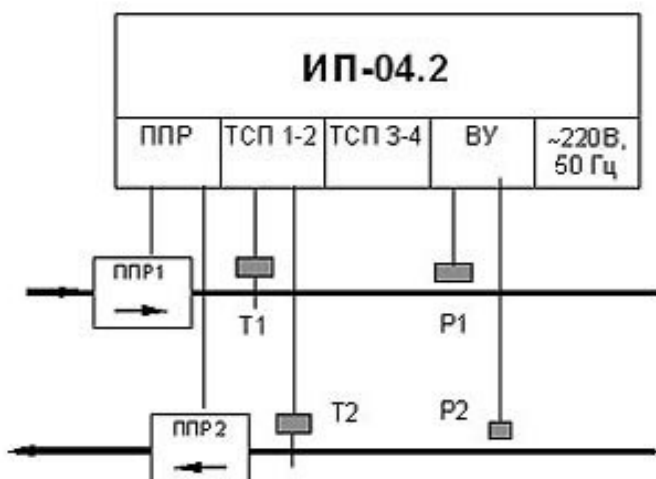 ИП-04.2
ППР ТСП 1-2 ТСП 3-4 ВУ ~220В,
50 Гц
ППР1
Т1 Р1
ППР2 Т2 Р2